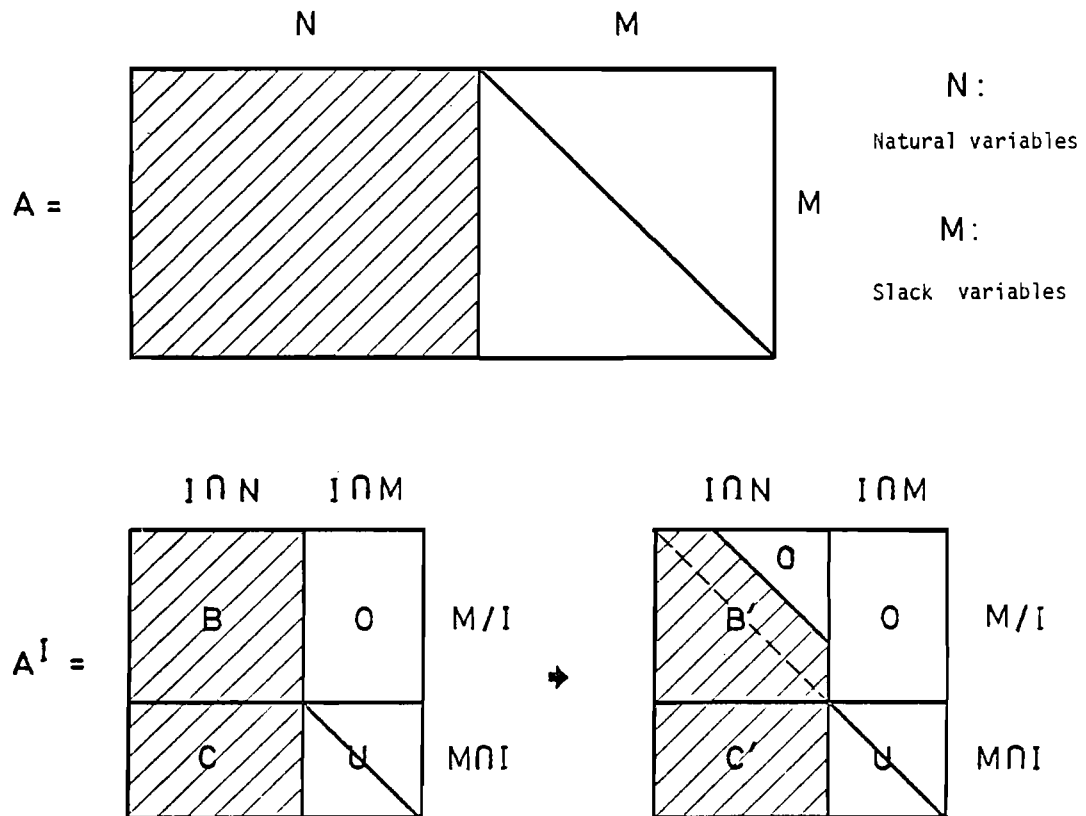 N M
N:
Natural variables
A = M
M:
Slack variables
I ∩ N I ∩ M I ∩ N I ∩ M
O
B O M/I B′ O M/I
A^I = →
C U M∩I C′ U M∩I